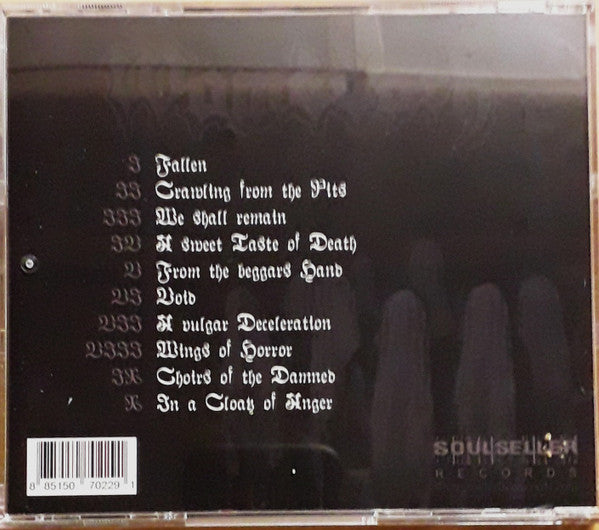 I Fallen
II Crawling from the Pits
III We shall remain
IV A sweet Taste of Death
V From the beggars Hand
VI Void
VII A vulgar Deceleration
VIII Wings of Horror
IX Choirs of the Damned
X In a Cloak of Anger
SOULSELLER
RECORDS
8 85150 70229 1